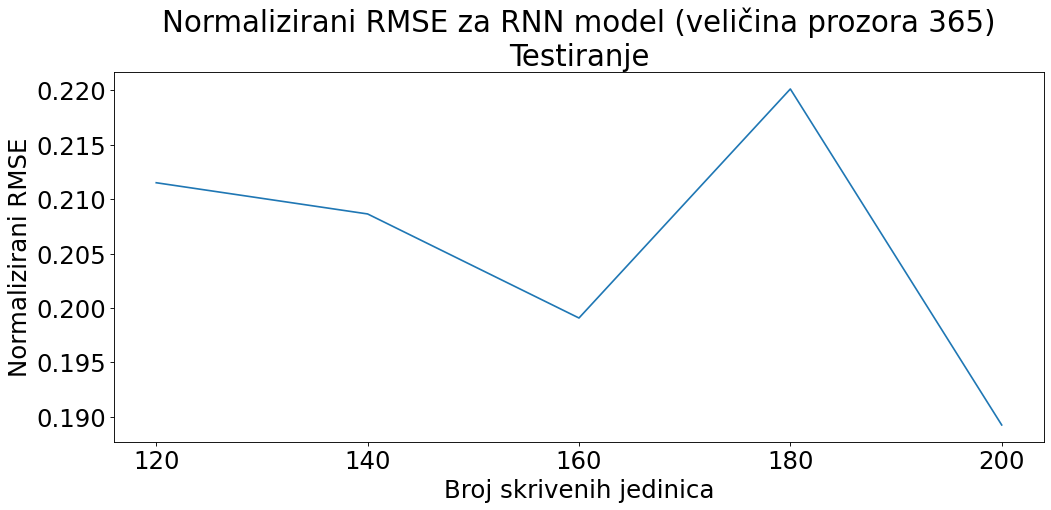 Normalizirani RMSE za RNN model (veličina prozora 365)
Testiranje
Normalizirani RMSE
0.220
0.215
0.210
0.205
0.200
0.195
0.190
120 140 160 180 200
Broj skrivenih jedinica